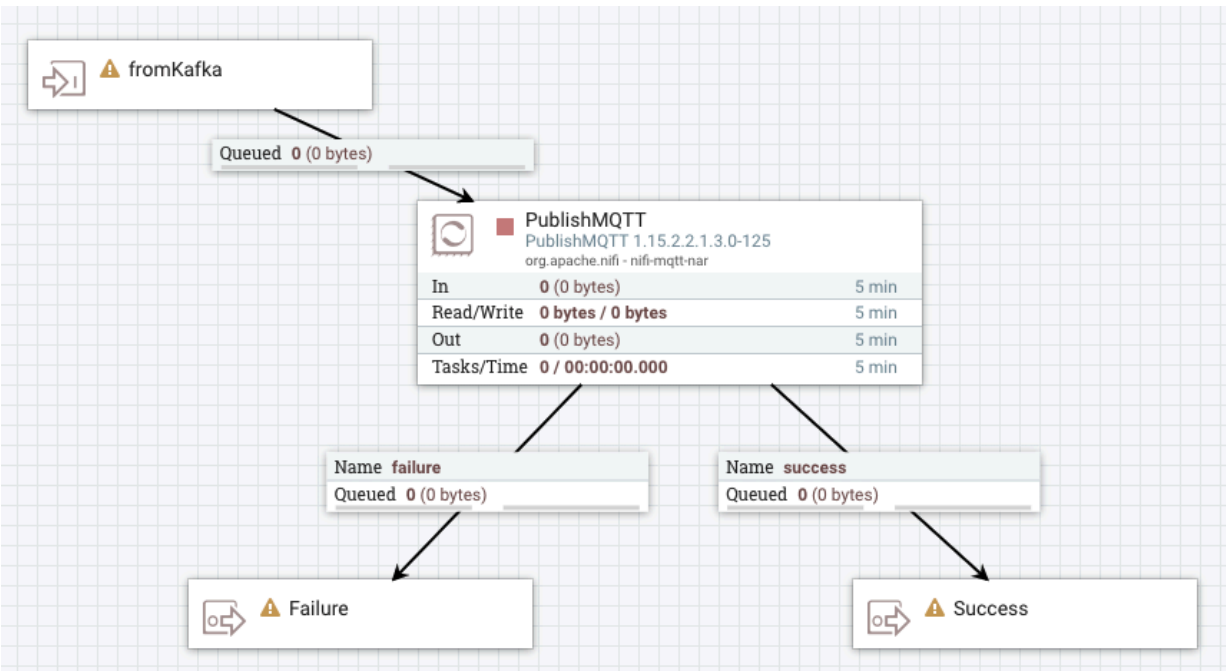 fromKafka
Queued 0 (0 bytes)
PublishMQTT
PublishMQTT 1.15.2.2.1.3.0-125
org.apache.nifi - nifi-mqtt-nar
In 0 (0 bytes) 5 min
Read/Write 0 bytes / 0 bytes 5 min
Out 0 (0 bytes) 5 min
Tasks/Time 0 / 00:00:00.000 5 min
Name failure
Queued 0 (0 bytes)
Name success
Queued 0 (0 bytes)
Failure
Success